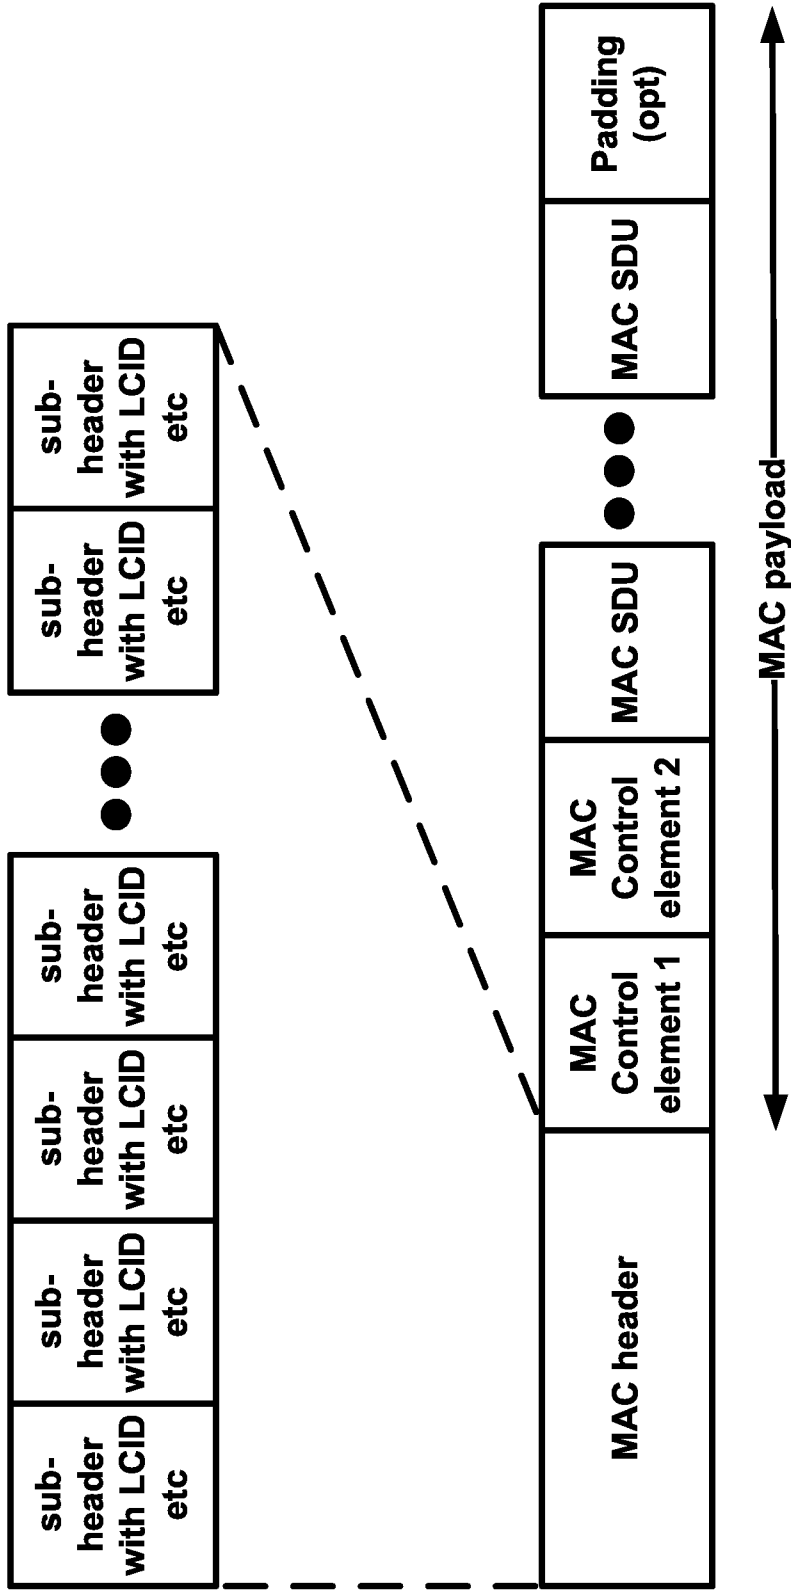 sub-
header
with LCID
etc
sub-
header
with LCID
etc
sub-
header
with LCID
etc
sub-
header
with LCID
etc
sub-
header
with LCID
etc
sub-
header
with LCID
etc
MAC header
MAC
Control
element 1
MAC
Control
element 2
MAC SDU
MAC SDU
Padding
(opt)
MAC payload